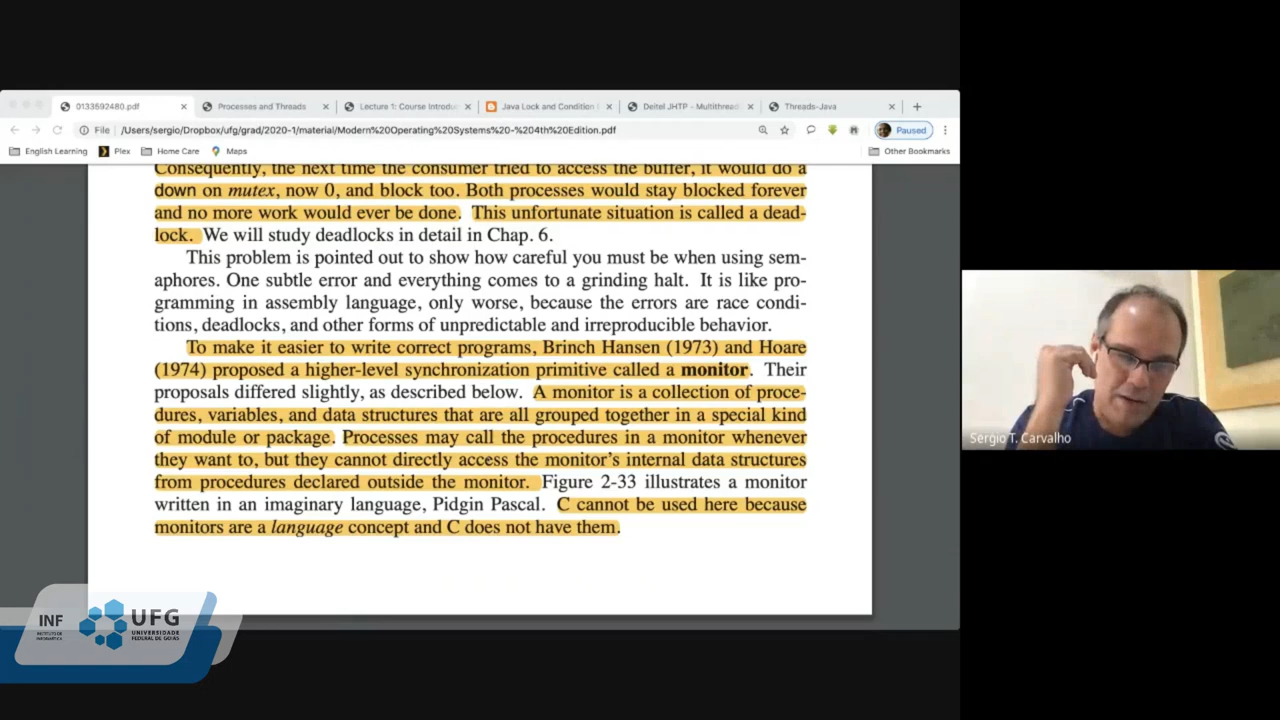 0133592480.pdf
Processes and Threads
Lecture 1: Course Introdu
Java Lock and Condition
Deitel JHTP - Multithread
Threads-Java
File
/Users/sergio/Dropbox/ufg/grad/2020-1/material/Modern%20Operating%20Systems%20-%204th%20Edition.pdf
Paused
English Learning
Plex
Home Care
Maps
Other Bookmarks
Consequently, the next time the consumer tried to access the buffer, it would do a
down on mutex, now 0, and block too. Both processes would stay blocked forever
and no more work would ever be done. This unfortunate situation is called a dead-
lock. We will study deadlocks in detail in Chap. 6.
This problem is pointed out to show how careful you must be when using sem-
aphores. One subtle error and everything comes to a grinding halt. It is like pro-
gramming in assembly language, only worse, because the errors are race condi-
tions, deadlocks, and other forms of unpredictable and irreproducible behavior.
To make it easier to write correct programs, Brinch Hansen (1973) and Hoare
(1974) proposed a higher-level synchronization primitive called a monitor. Their
proposals differed slightly, as described below. A monitor is a collection of proce-
dures, variables, and data structures that are all grouped together in a special kind
of module or package. Processes may call the procedures in a monitor whenever
they want to, but they cannot directly access the monitor's internal data structures
from procedures declared outside the monitor. Figure 2-33 illustrates a monitor
written in an imaginary language, Pidgin Pascal. C cannot be used here because
monitors are a language concept and C does not have them.
Sergio T. Carvalho
INF
INSTITUTO DE
INFORMÁTICA
UFG
UNIVERSIDADE
FEDERAL DE GOIÁS